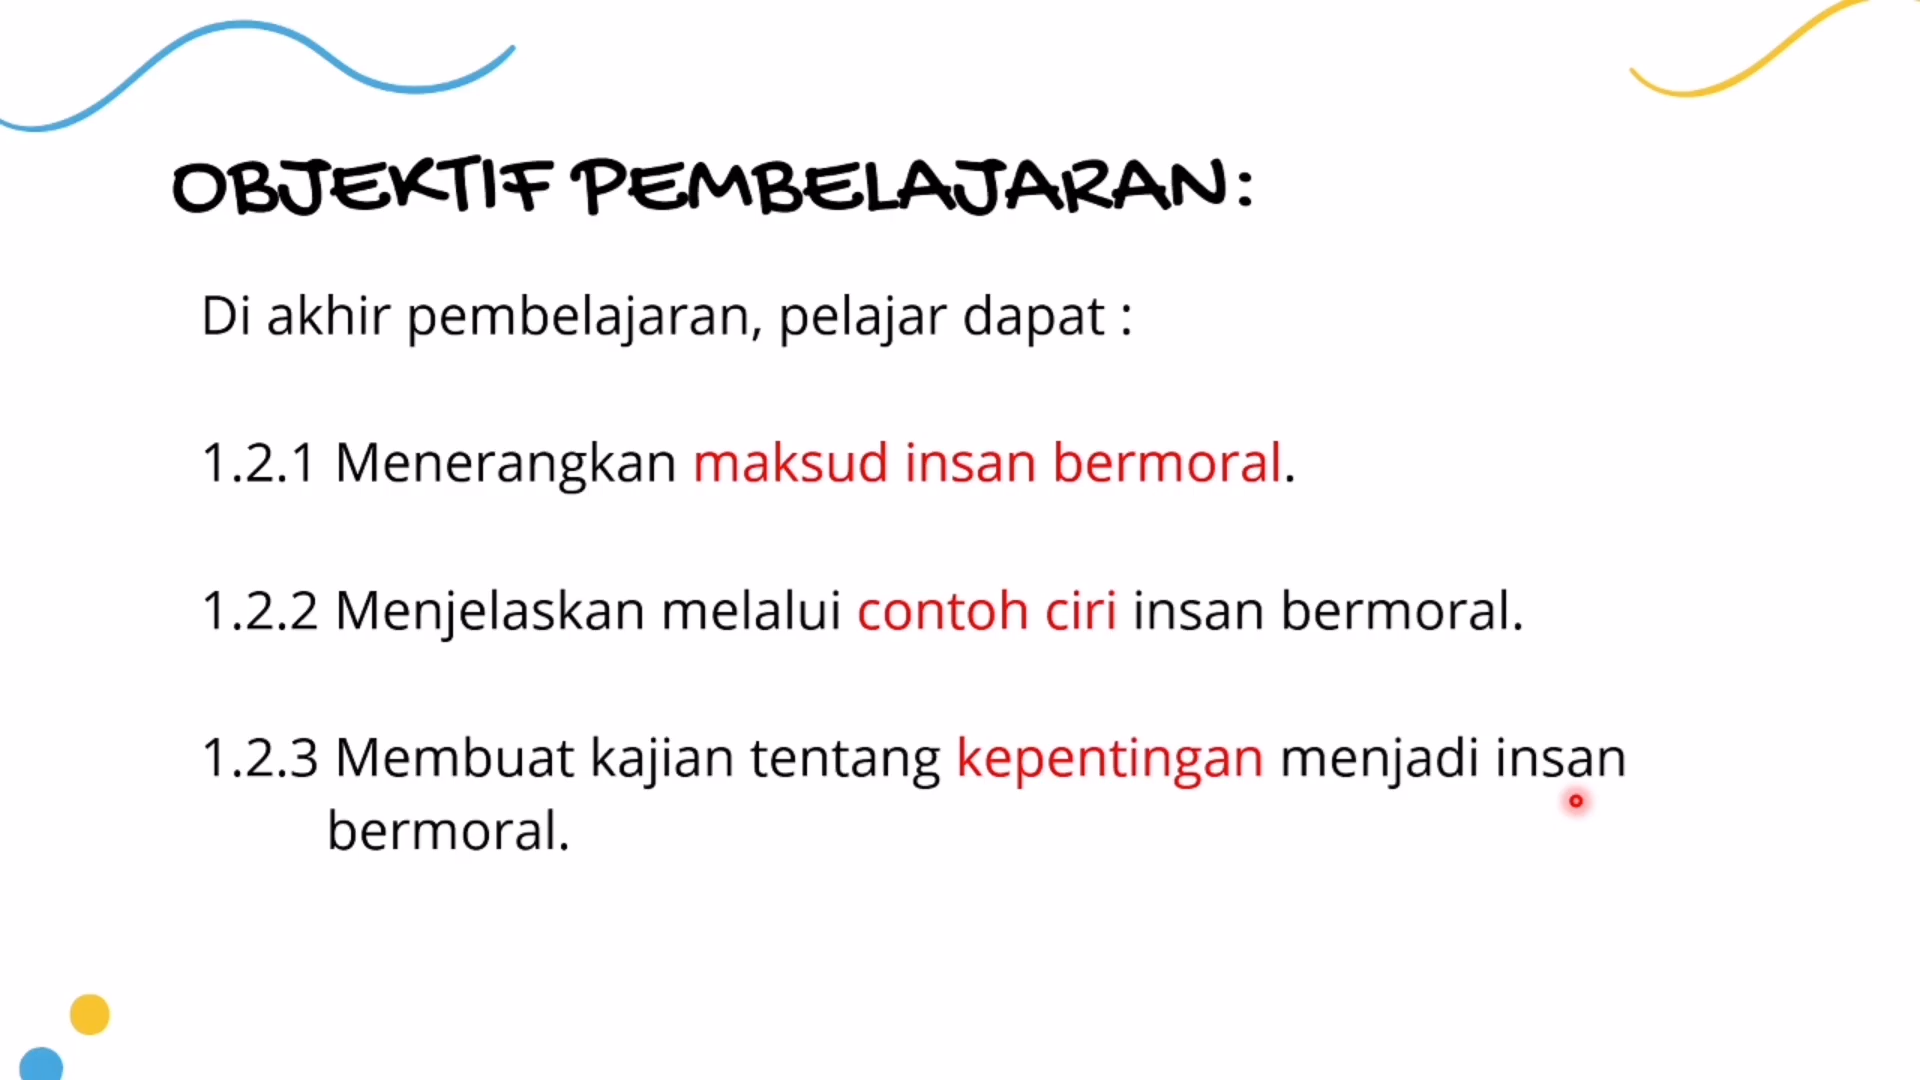 OBJEKTIF PEMBELAJARAN:
Di akhir pembelajaran, pelajar dapat :
1.2.1 Menerangkan maksud insan bermoral.
1.2.2 Menjelaskan melalui contoh ciri insan bermoral.
1.2.3 Membuat kajian tentang kepentingan menjadi insan
bermoral.